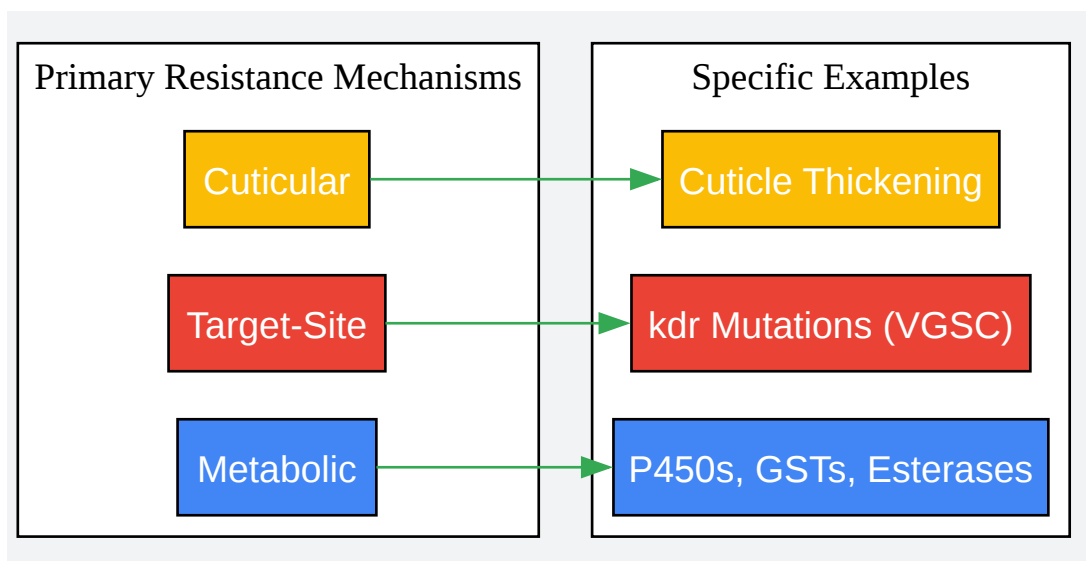 Primary Resistance Mechanisms
Specific Examples
Cuticular
Cuticle Thickening
Target-Site
kdr Mutations (VGSC)
Metabolic
P450s, GSTs, Esterases